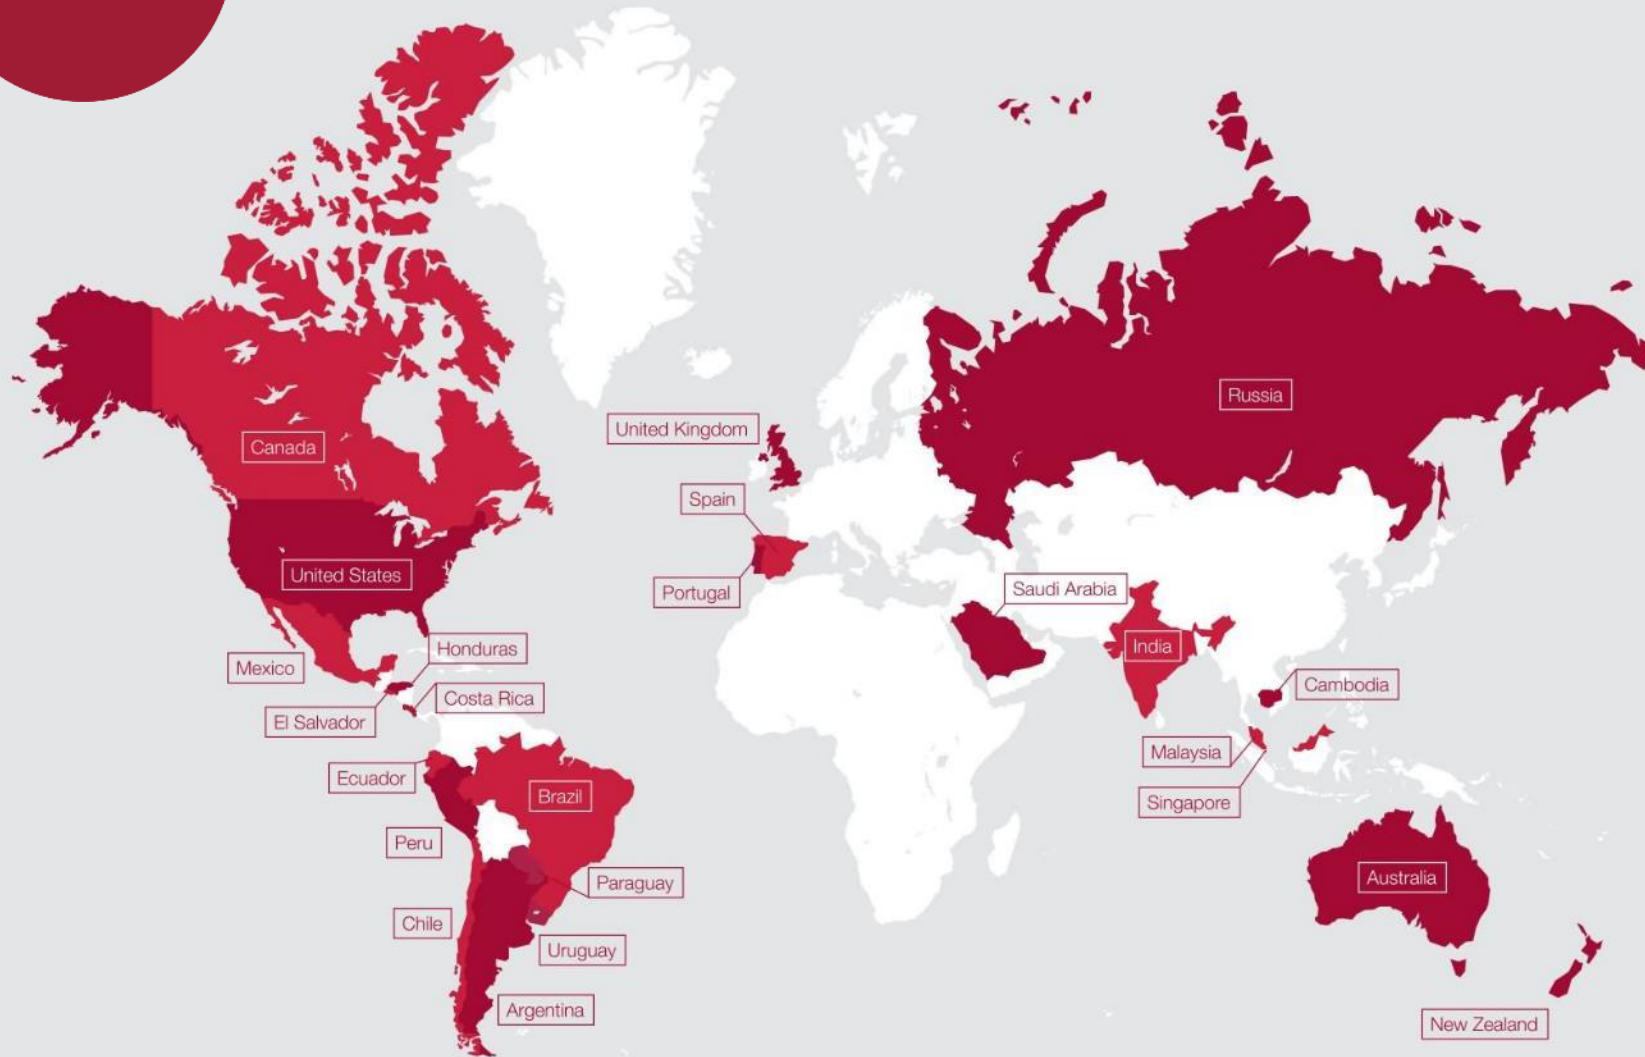 Russia
United Kingdom
Canada
Spain
United States
Saudi Arabia
Portugal
Honduras
India
Mexico
Cambodia
Costa Rica
El Salvador
Malaysia
Ecuador
Brazil
Singapore
Peru
Australia
Paraguay
Chile
Uruguay
Argentina
New Zealand